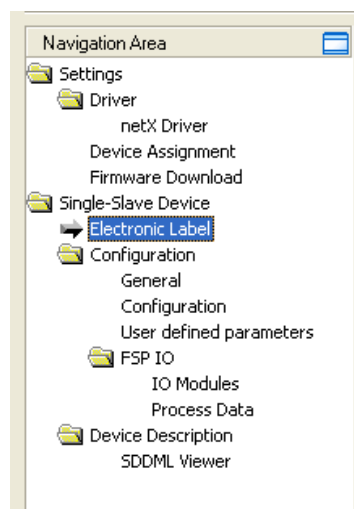 Navigation Area
Settings
Driver
netX Driver
Device Assignment
Firmware Download
Single-Slave Device
Electronic Label
Configuration
General
Configuration
User defined parameters
FSP IO
IO Modules
Process Data
Device Description
SDDML Viewer